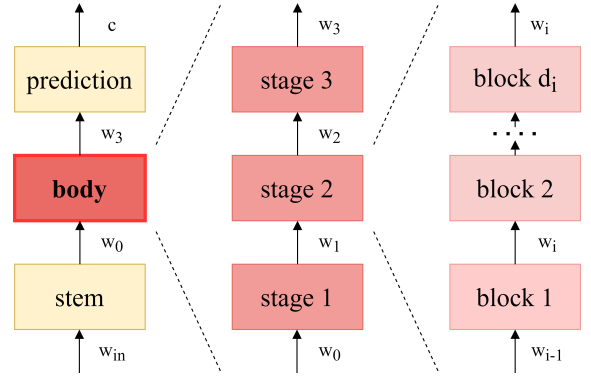 c
prediction
w₃
body
w₀
stem
wᵢₙ
w₃
stage 3
w₂
stage 2
w₁
stage 1
w₀
wᵢ
block dᵢ
....
block 2
wᵢ
block 1
wᵢ₋₁